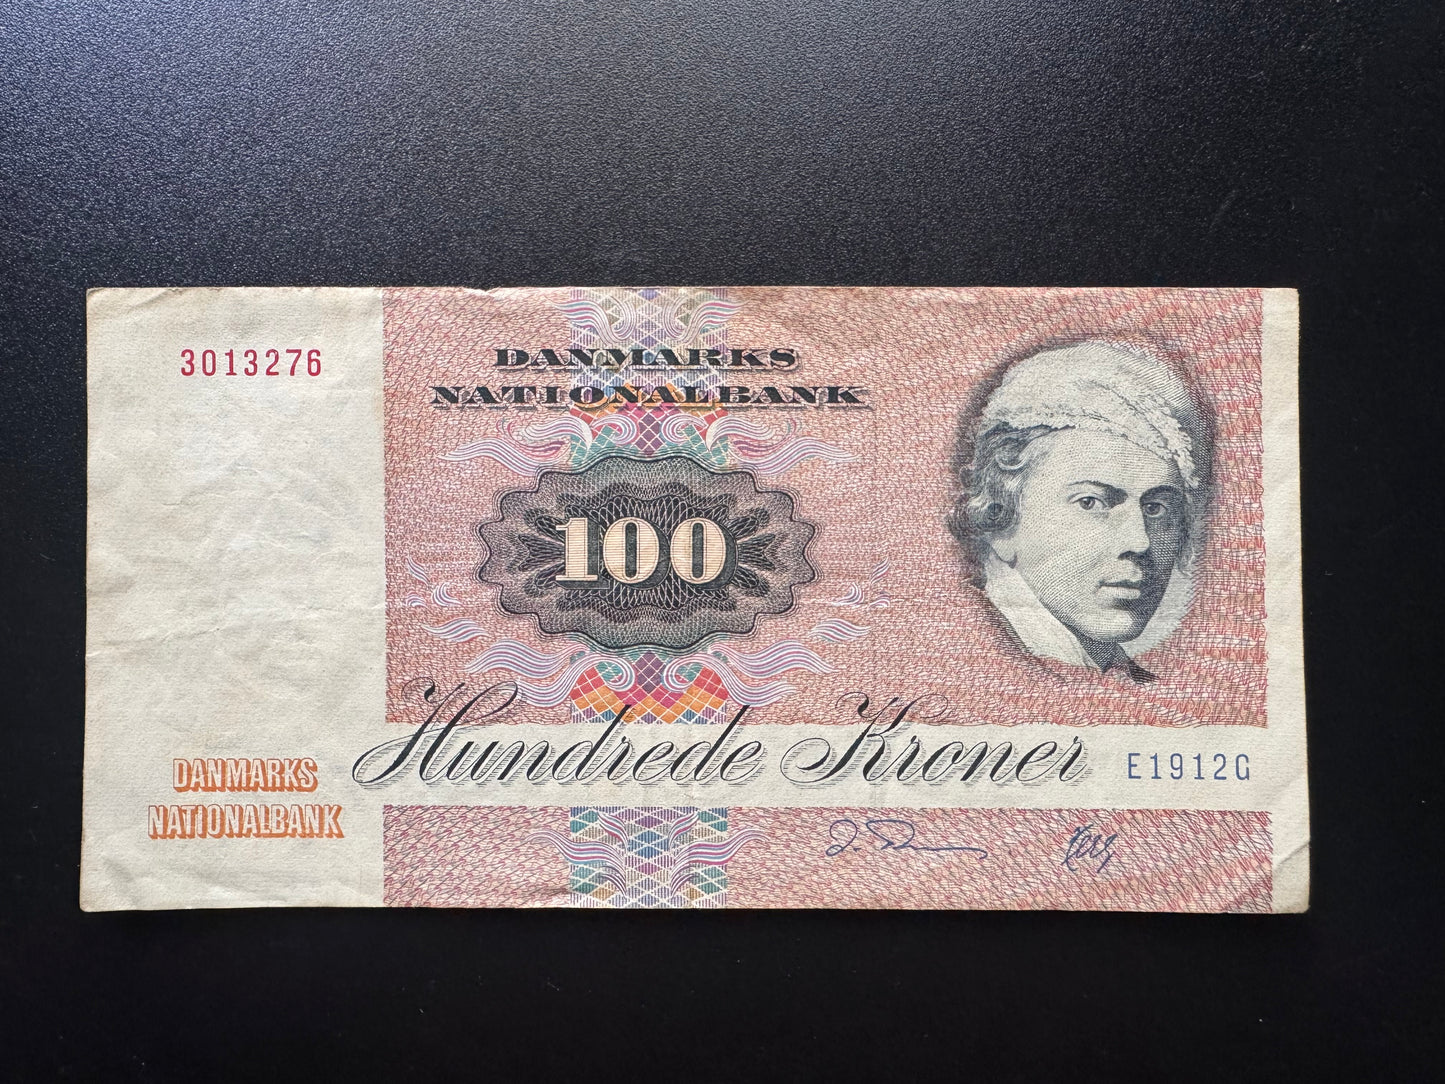 3013276
DANMARKS
NATIONALBANK
100
Hundrede Kroner
E1912G
DANMARKS
NATIONALBANK